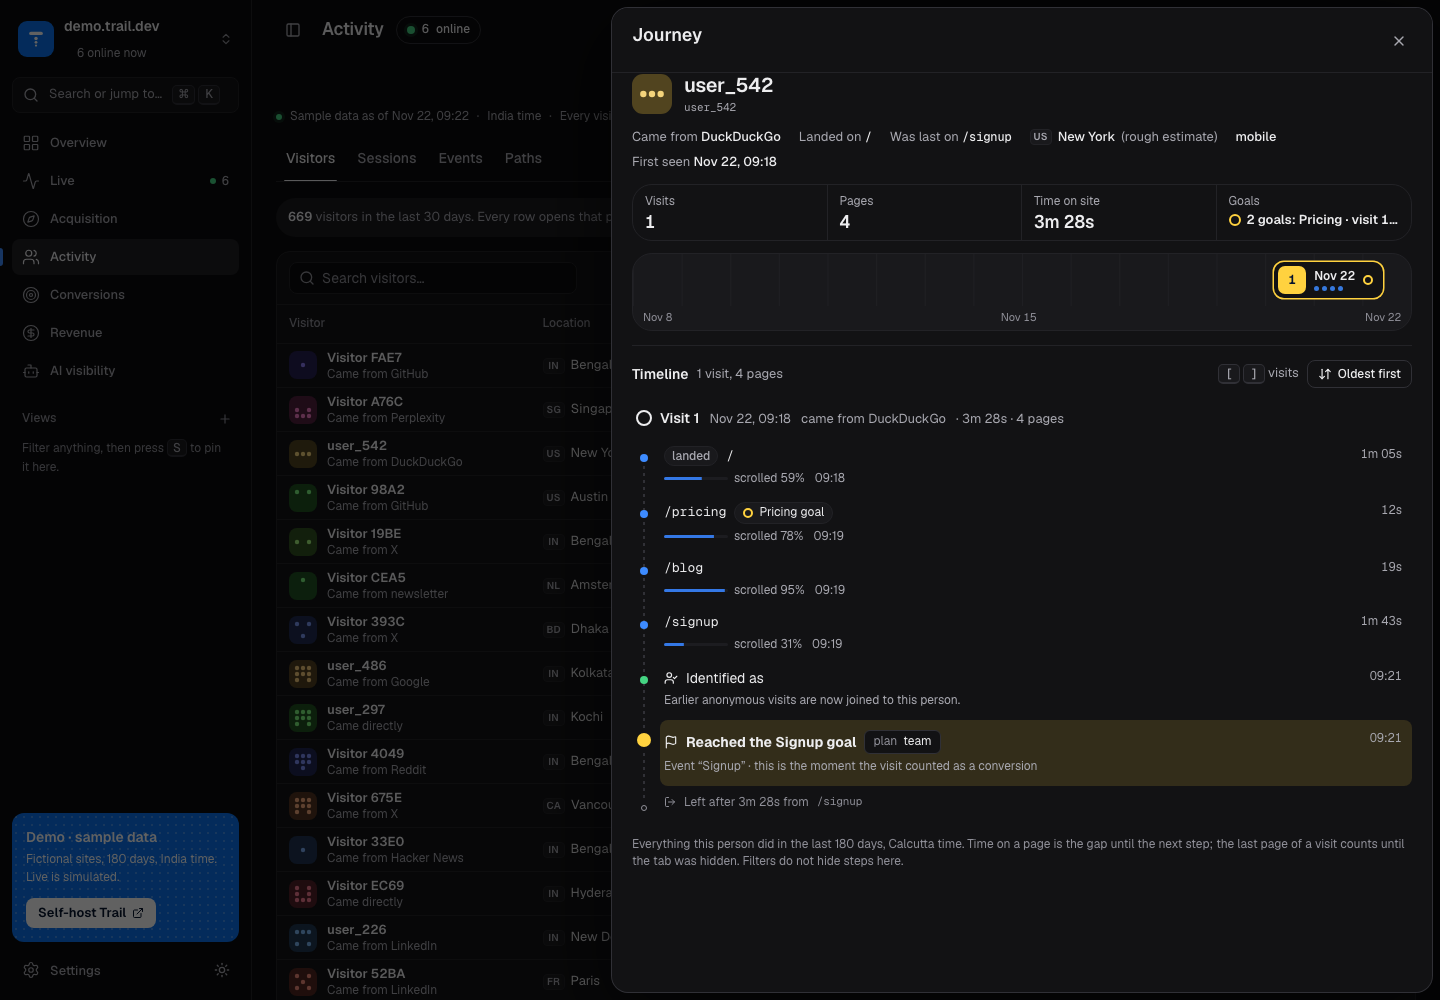 demo.trail.dev
6 online now
Search or jump to... ⌘ K
Overview
Live 6
Acquisition
Activity
Conversions
Revenue
AI visibility
Views
Filter anything, then press S to pin
it here.
Demo · sample data
Fictional sites, 180 days, India time.
Live is simulated.
Self-host Trail
Settings
Activity 6 online
Sample data as of Nov 22, 09:22 · India time · Every
Visitors Sessions Events Paths
669 visitors in the last 30 days. Every row opens that
Search visitors...
Visitor Location
Visitor FAE7
Came from GitHub
IN
Visitor A76C
Came from Perplexity
SG
user_542
Came from DuckDuckGo
US New
Visitor 98A2
Came from GitHub
US Austin
Visitor 19BE
Came from X
IN
Visitor CEA5
Came from newsletter
NL
Visitor 393C
Came from X
BD Dhaka
user_486
Came from Google
IN
user_297
Came directly
IN Kochi
Visitor 4049
Came from Reddit
IN
Visitor 675E
Came from X
CA
Visitor 33E0
Came from Hacker News
IN
Visitor EC69
Came directly
IN
user_226
Came from LinkedIn
IN New
Visitor 52BA
Came from LinkedIn
FR Paris
Journey
user_542
user_542
Came from DuckDuckGo Landed on / Was last on /signup US New York (rough estimate) mobile
First seen Nov 22, 09:18
Visits Pages Time on site Goals
1 4 3m 28s 2 goals: Pricing · visit 1...
1 Nov 22
Nov 8 Nov 15 Nov 22
Timeline 1 visit, 4 pages [ ] visits Oldest first
Visit 1 Nov 22, 09:18 came from DuckDuckGo · 3m 28s · 4 pages
landed / 1m 05s
scrolled 59% 09:18
/pricing Pricing goal 12s
scrolled 78% 09:19
/blog 19s
scrolled 95% 09:19
/signup 1m 43s
scrolled 31% 09:19
Identified as 09:21
Earlier anonymous visits are now joined to this person.
Reached the Signup goal plan team 09:21
Event “Signup” · this is the moment the visit counted as a conversion
Left after 3m 28s from /signup
Everything this person did in the last 180 days, Calcutta time. Time on a page is the gap until the next step; the last page of a visit counts until
the tab was hidden. Filters do not hide steps here.